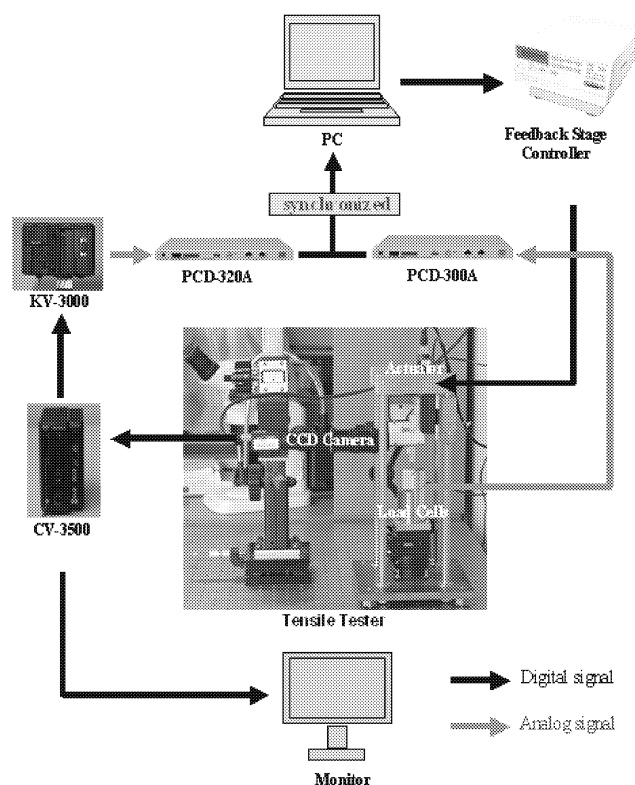 PC
Feedback Stage
Controller
synchronized
KV-3000
PCD-320A
PCD-300A
Actuator
CCD Camera
Load Cells
CV-3500
Tensile Tester
Digital signal
Analog signal
Monitor